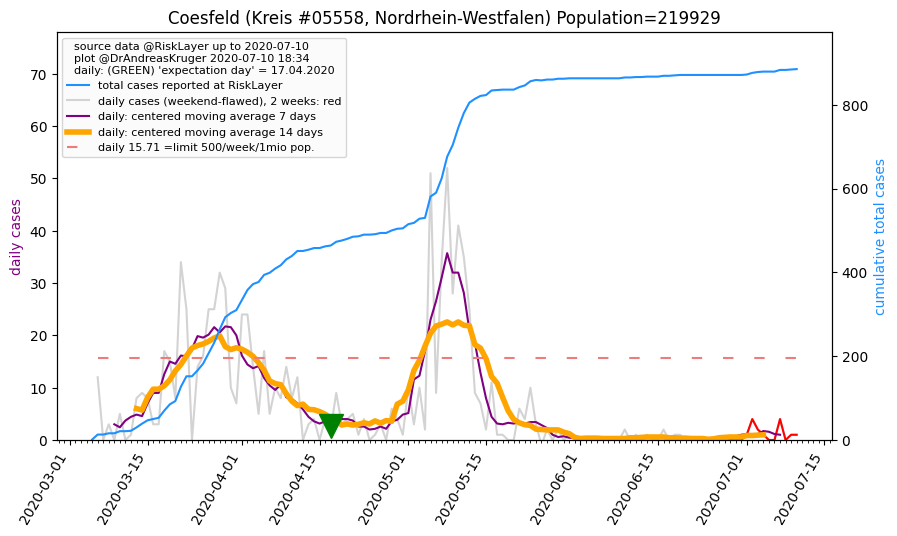 Coesfeld (Kreis #05558, Nordrhein-Westfalen) Population=219929
source data @RiskLayer up to 2020-07-10
plot @DrAndreasKruger 2020-07-10 18:34
daily: (GREEN) 'expectation day' = 17.04.2020
total cases reported at RiskLayer
daily cases (weekend-flawed), 2 weeks: red
daily: centered moving average 7 days
daily: centered moving average 14 days
daily 15.71 =limit 500/week/1mio pop.
daily cases
70
60
50
40
30
20
10
0
cumulative total cases
800
600
400
200
0
2020-03-01
2020-03-15
2020-04-01
2020-04-15
2020-05-01
2020-05-15
2020-06-01
2020-06-15
2020-07-01
2020-07-15